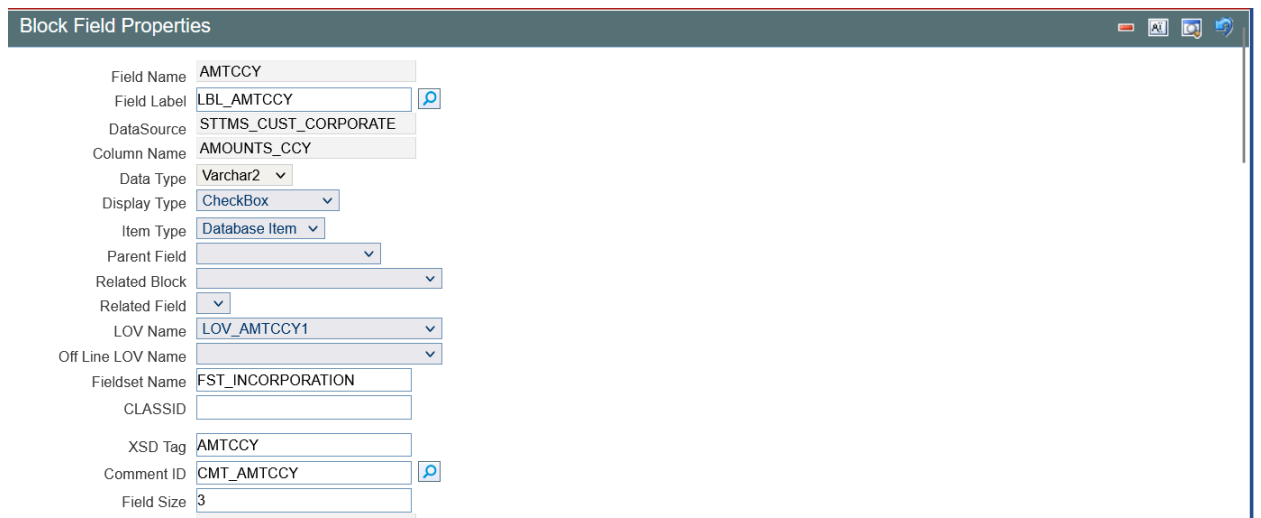 Block Field Properties
Field Name AMTCCY
Field Label LBL_AMTCCY
DataSource STTMS_CUST_CORPORATE
Column Name AMOUNTS_CCY
Data Type Varchar2
Display Type CheckBox
Item Type Database Item
Parent Field
Related Block
Related Field
LOV Name LOV_AMTCCY1
Off Line LOV Name
Fieldset Name FST_INCORPORATION
CLASSID
XSD Tag AMTCCY
Comment ID CMT_AMTCCY
Field Size 3